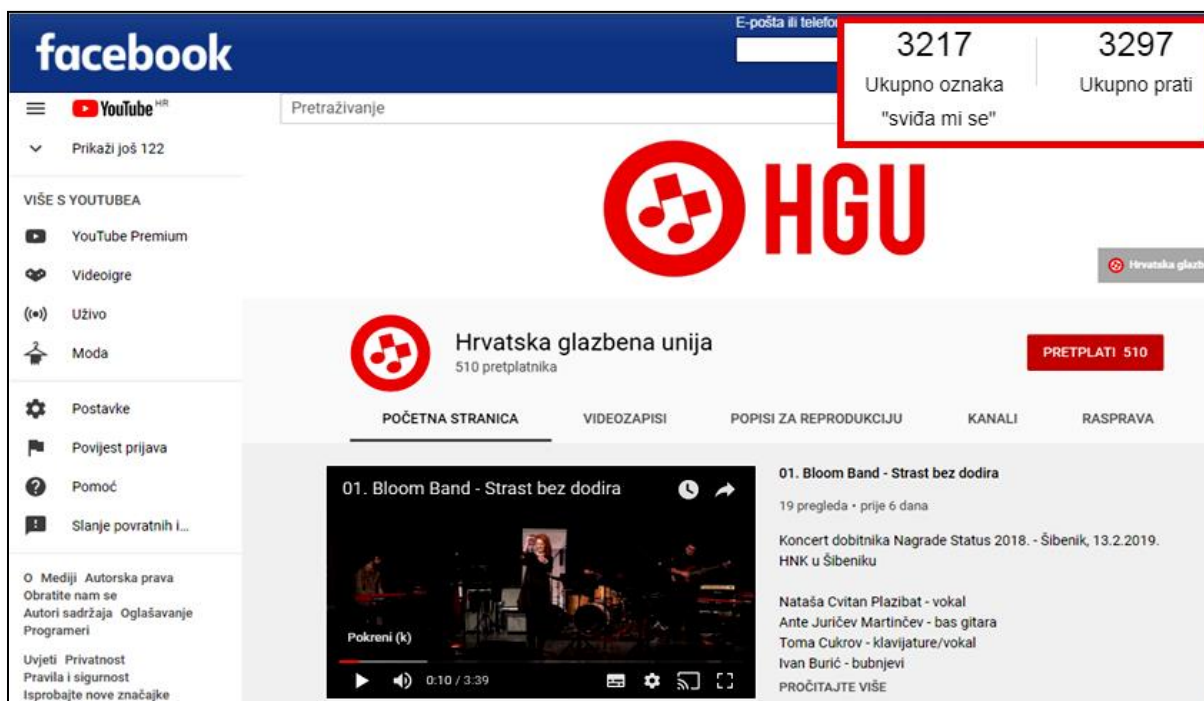 facebook
E-pošta ili telefon
3217
Ukupno oznaka
"sviđa mi se"
3297
Ukupno prati
YouTube HR
Pretraživanje
Prikaži još 122
VIŠE S YOUTUBEA
YouTube Premium
Videoigre
Uživo
Moda
Postavke
Povijest prijava
Pomoć
Slanje povratnih i...
O Mediji Autorska prava
Obratite nam se
Autori sadržaja Oglašavanje
Programeri
Uvjeti Privatnost
Pravila i sigurnost
Isprobajte nove značajke
HGU
Hrvatska glazb
Hrvatska glazbena unija
510 pretplatnika
PRETPLATI 510
POČETNA STRANICA
VIDEOZAPISI
POPISI ZA REPRODUKCIJU
KANALI
RASPRAVA
01. Bloom Band - Strast bez dodira
Pokreni (k)
0:10 / 3:39
01. Bloom Band - Strast bez dodira
19 pregleda • prije 6 dana
Koncert dobitnika Nagrade Status 2018. - Šibenik, 13.2.2019.
HNK u Šibeniku
Nataša Cvitan Plazibat - vokal
Ante Juričev Martinčev - bas gitara
Toma Cukrov - klavijature/vokal
Ivan Burić - bubnjevi
PROČITAJTE VIŠE